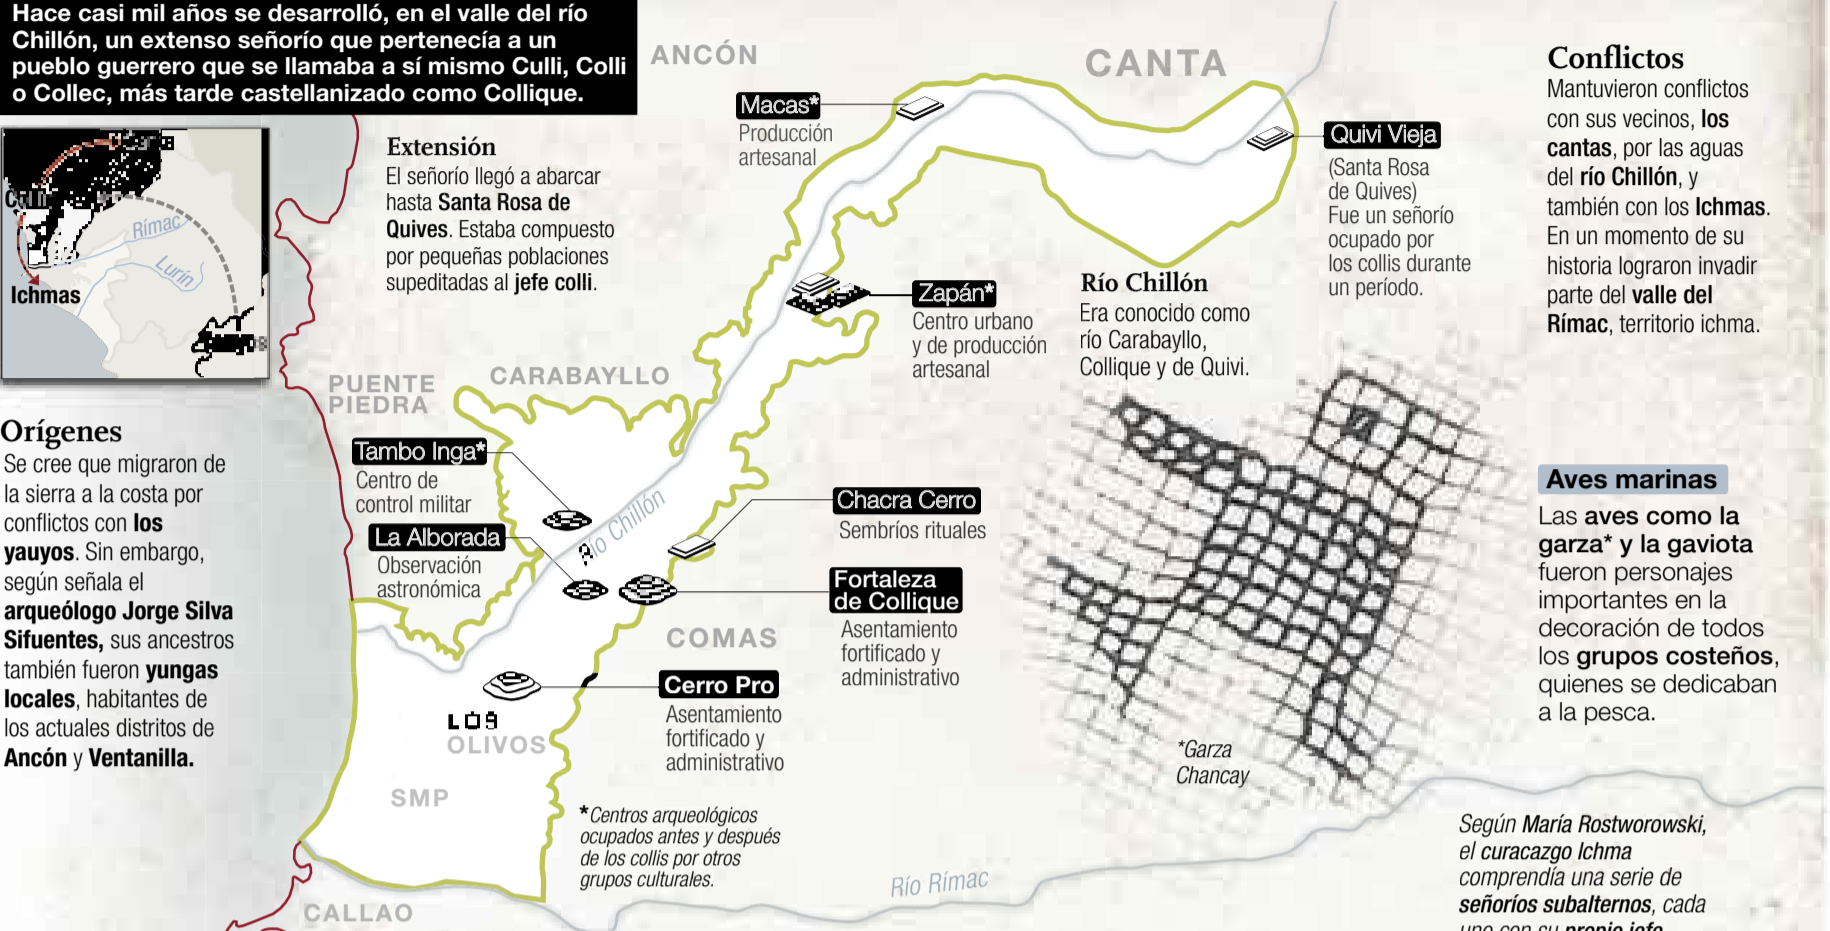 Hace casi mil años se desarrolló, en el valle del río
Chillón, un extenso señorío que pertenecía a un
pueblo guerrero que se llamaba a sí mismo Culli, Colli
o Collec, más tarde castellanizado como Collique.
Rímac
Lurín
Ichmas
Orígenes
Se cree que migraron de
la sierra a la costa por
conflictos con los
yauyos. Sin embargo,
según señala el
arqueólogo Jorge Silva
Sifuentes, sus ancestros
también fueron yungas
locales, habitantes de
los actuales distritos de
Ancón y Ventanilla.
Extensión
El señorío llegó a abarcar
hasta Santa Rosa de
Quives. Estaba compuesto
por pequeñas poblaciones
supeditadas al jefe colli.
ANCÓN
CANTA
Macas*
Producción
artesanal
Quivi Vieja
(Santa Rosa
de Quives)
Fue un señorío
ocupado por
los collis durante
un período.
Zapán*
Centro urbano
y de producción
artesanal
Río Chillón
Era conocido como
río Carabayllo,
Collique y de Quivi.
PUENTE
PIEDRA
CARABAYLLO
Tambo Inga*
Centro de
control militar
La Alborada
Observación
astronómica
Río Chillón
Chacra Cerro
Sembríos rituales
Fortaleza
de Collique
Asentamiento
fortificado y
administrativo
COMAS
Cerro Pro
Asentamiento
fortificado y
administrativo
LOS
OLIVOS
SMP
CALLAO
*Centros arqueológicos
ocupados antes y después
de los collis por otros
grupos culturales.
Río Rímac
Conflictos
Mantuvieron conflictos
con sus vecinos, los
cantas, por las aguas
del río Chillón, y
también con los Ichmas.
En un momento de su
historia lograron invadir
parte del valle del
Rímac, territorio ichma.
Aves marinas
Las aves como la
garza* y la gaviota
fueron personajes
importantes en la
decoración de todos
los grupos costeños,
quienes se dedicaban
a la pesca.
*Garza
Chancay
Según María Rostworowski,
el curacazgo Ichma
comprendía una serie de
señoríos subalternos, cada
uno con su propio jefe